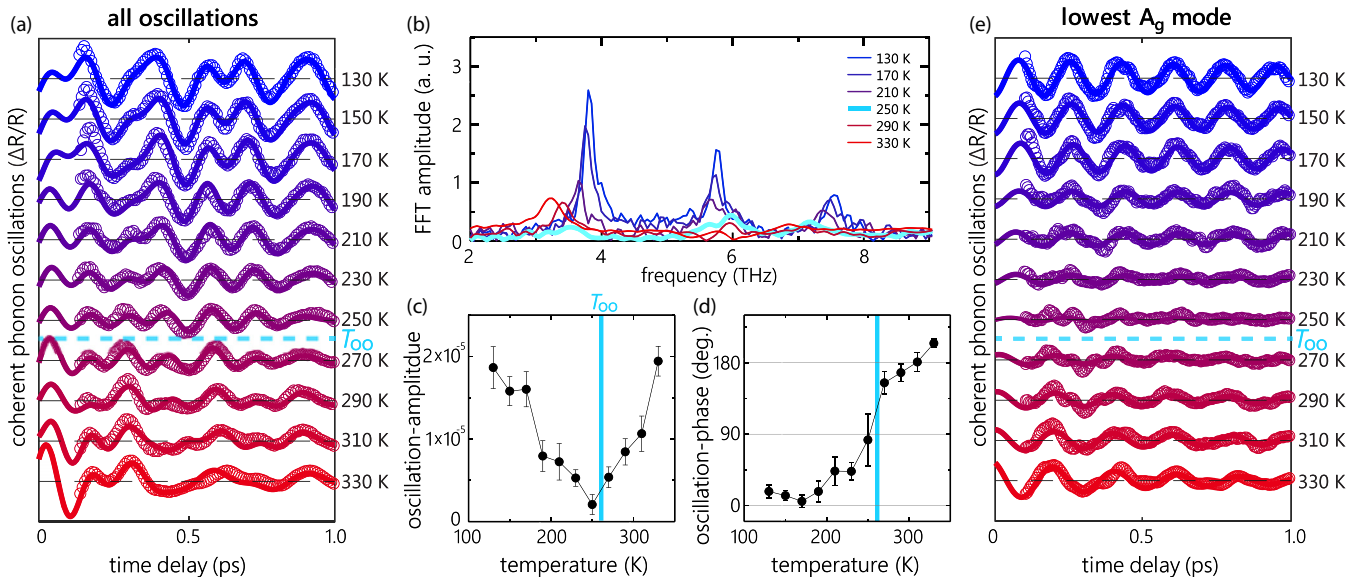 (a)
all oscillations
coherent phonon oscillations (ΔR/R)
130 K
150 K
170 K
190 K
210 K
230 K
250 K
T_OO
270 K
290 K
310 K
330 K
0
0.5
1.0
time delay (ps)
(b)
FFT amplitude (a. u.)
3
2
1
0
2
4
6
8
frequency (THz)
130 K
170 K
210 K
250 K
290 K
330 K
(c)
T_OO
oscillation-amplitdue
2×10^5
1×10^5
0
100
200
300
temperature (K)
(d)
oscillation-phase (deg.)
180
90
0
100
200
300
temperature (K)
(e)
lowest A_g mode
coherent phonon oscillations (ΔR/R)
130 K
150 K
170 K
190 K
210 K
230 K
250 K
T_OO
270 K
290 K
310 K
330 K
0
0.5
1.0
time delay (ps)